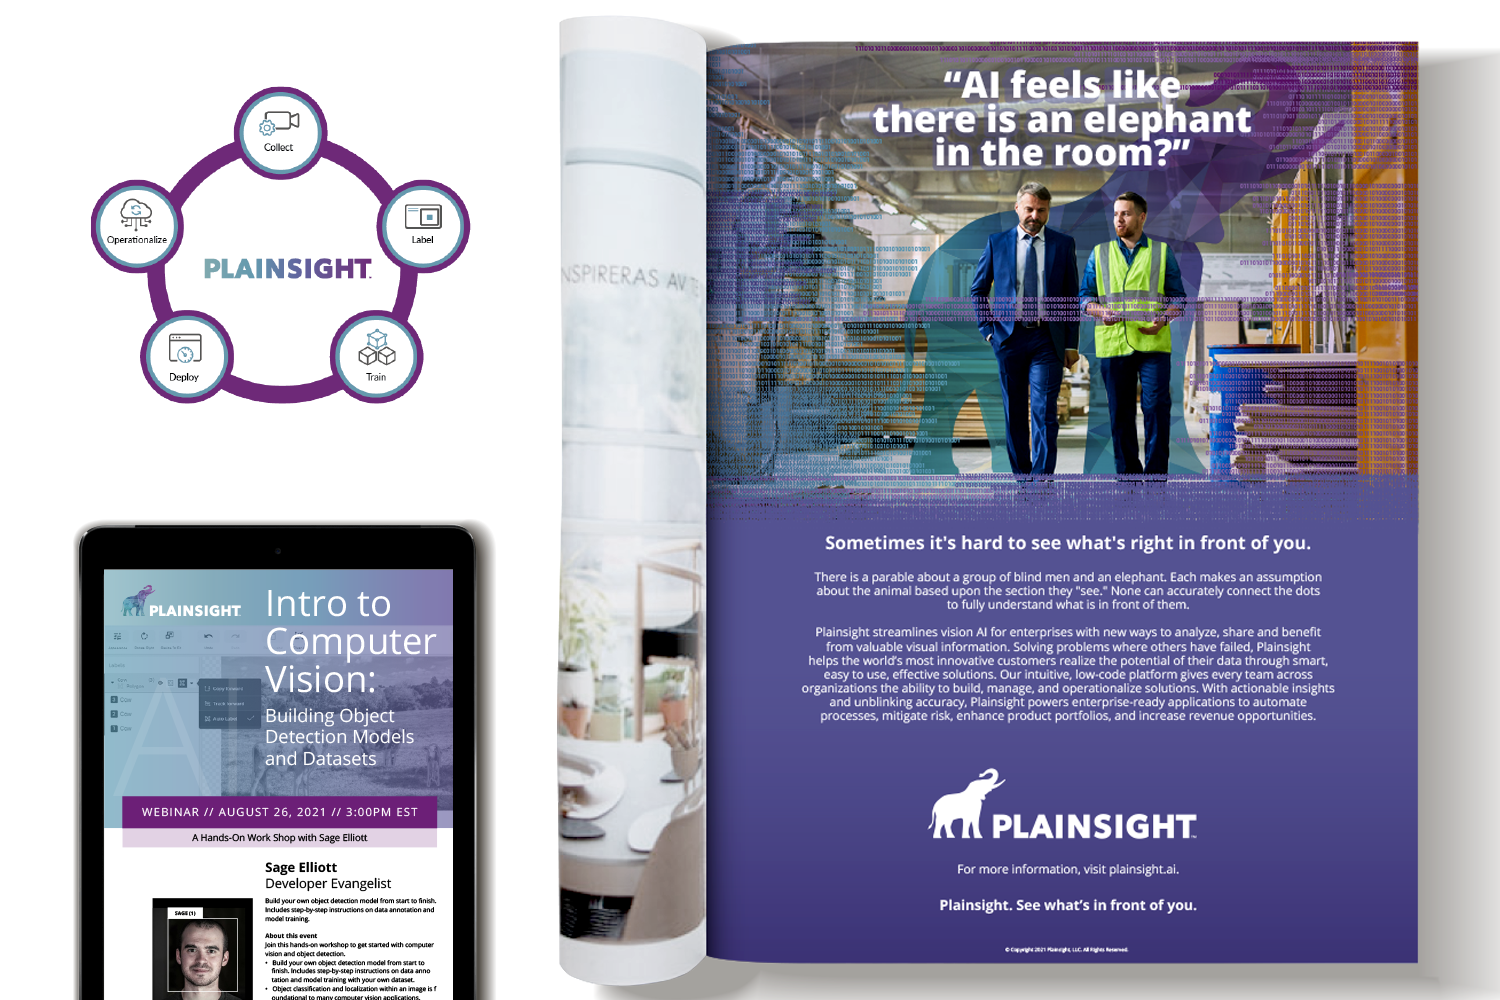 Collect
Operationalize
Label
PLAINSIGHT
Deploy
Train
PLAINSIGHT
Intro to
Computer
Vision:
Building Object
Detection Models
and Datasets
WEBINAR // AUGUST 26, 2021 // 3:00PM EST
A Hands-On Work Shop with Sage Elliott
Sage Elliott
Developer Evangelist
Build your own object detection model from start to finish.
Includes step-by-step instructions on data annotation and
model training.
SAGE (1)
About this event
Join this hands-on workshop to get started with computer
vision and object detection.
• Build your own object detection model from start to
finish. Includes step-by-step instructions on data anno
tation and model training with your own dataset.
• Object classification and localization within an image is f
oundational to many computer vision applications.
NSPIRERAS AV
“AI feels like
there is an elephant
in the room?”
Sometimes it's hard to see what's right in front of you.
There is a parable about a group of blind men and an elephant. Each makes an assumption
about the animal based upon the section they "see." None can accurately connect the dots
to fully understand what is in front of them.
Plainsight streamlines vision AI for enterprises with new ways to analyze, share and benefit
from valuable visual information. Solving problems where others have failed, Plainsight
helps the world's most innovative customers realize the potential of their data through smart,
easy to use, effective solutions. Our intuitive, low-code platform gives every team across
organizations the ability to build, manage, and operationalize solutions. With actionable insights
and unblinking accuracy, Plainsight powers enterprise-ready applications to automate
processes, mitigate risk, enhance product portfolios, and increase revenue opportunities.
PLAINSIGHT™
For more information, visit plainsight.ai.
Plainsight. See what's in front of you.
© Copyright 2021 Plainsight, LLC. All Rights Reserved.